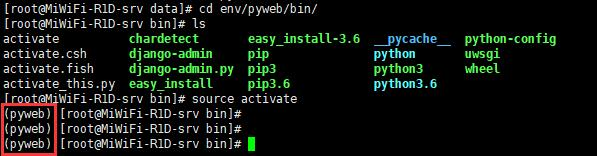 [root@MiWiFi-R1D-srv data]# cd env/pyweb/bin/
[root@MiWiFi-R1D-srv bin]# ls
activate chardetect easy_install-3.6 __pycache__ python-config
activate.csh django-admin pip python uwsgi
activate.fish django-admin.py pip3 python3 wheel
activate_this.py easy_install pip3.6 python3.6
[root@MiWiFi-R1D-srv bin]# source activate
(pyweb) [root@MiWiFi-R1D-srv bin]#
(pyweb) [root@MiWiFi-R1D-srv bin]#
(pyweb) [root@MiWiFi-R1D-srv bin]#